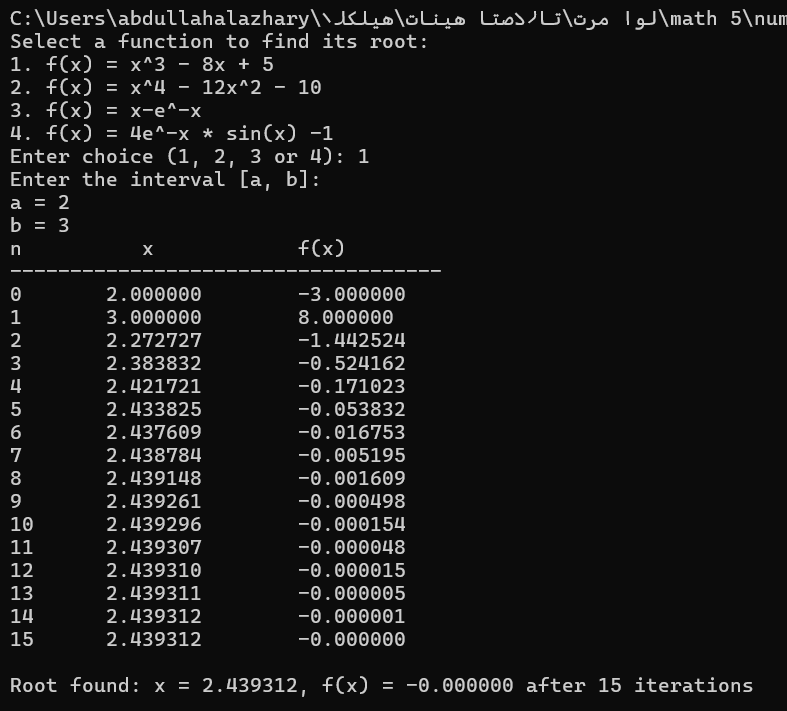 C:\Users\abdullahalazhary\هيلكلا\هينات تالاصتا\مرت لوا\math 5\num
Select a function to find its root:
1. f(x) = x^3 - 8x + 5
2. f(x) = x^4 - 12x^2 - 10
3. f(x) = x-e^-x
4. f(x) = 4e^-x * sin(x) -1
Enter choice (1, 2, 3 or 4): 1
Enter the interval [a, b]:
a = 2
b = 3
n x f(x)
------------------------------------
0 2.000000 -3.000000
1 3.000000 8.000000
2 2.272727 -1.442524
3 2.383832 -0.524162
4 2.421721 -0.171023
5 2.433825 -0.053832
6 2.437609 -0.016753
7 2.438784 -0.005195
8 2.439148 -0.001609
9 2.439261 -0.000498
10 2.439296 -0.000154
11 2.439307 -0.000048
12 2.439310 -0.000015
13 2.439311 -0.000005
14 2.439312 -0.000001
15 2.439312 -0.000000
Root found: x = 2.439312, f(x) = -0.000000 after 15 iterations